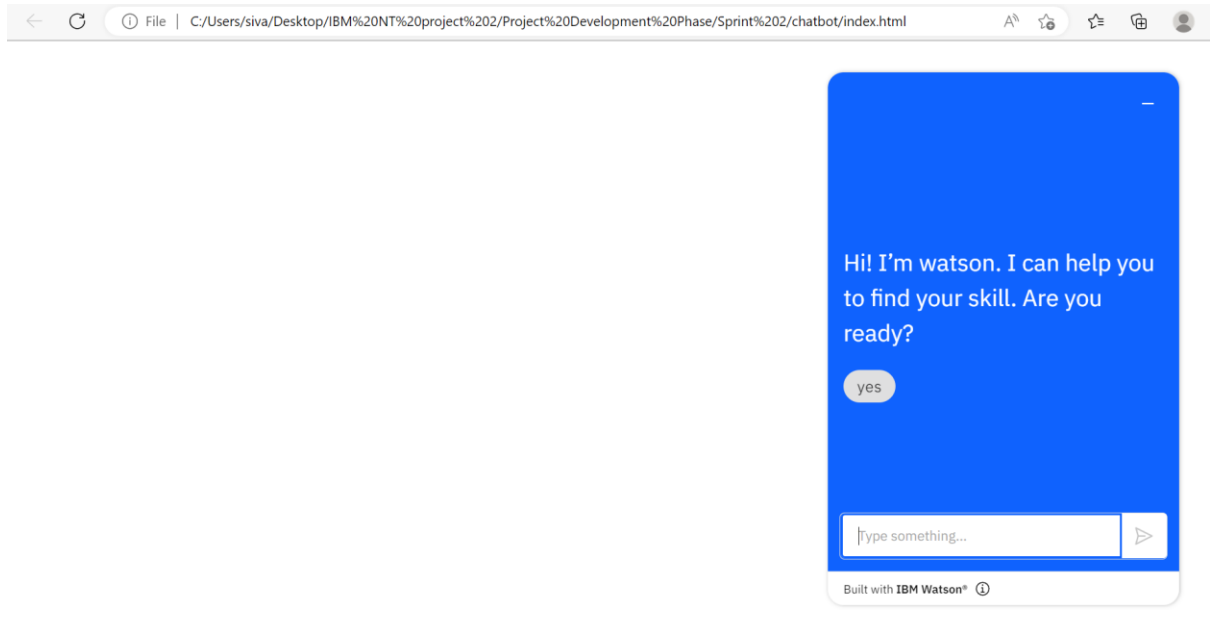 File | C:/Users/siva/Desktop/IBM%20NT%20project%202/Project%20Development%20Phase/Sprint%202/chatbot/index.html
Hi! I’m watson. I can help you
to find your skill. Are you
ready?
yes
Type something...
Built with IBM Watson®